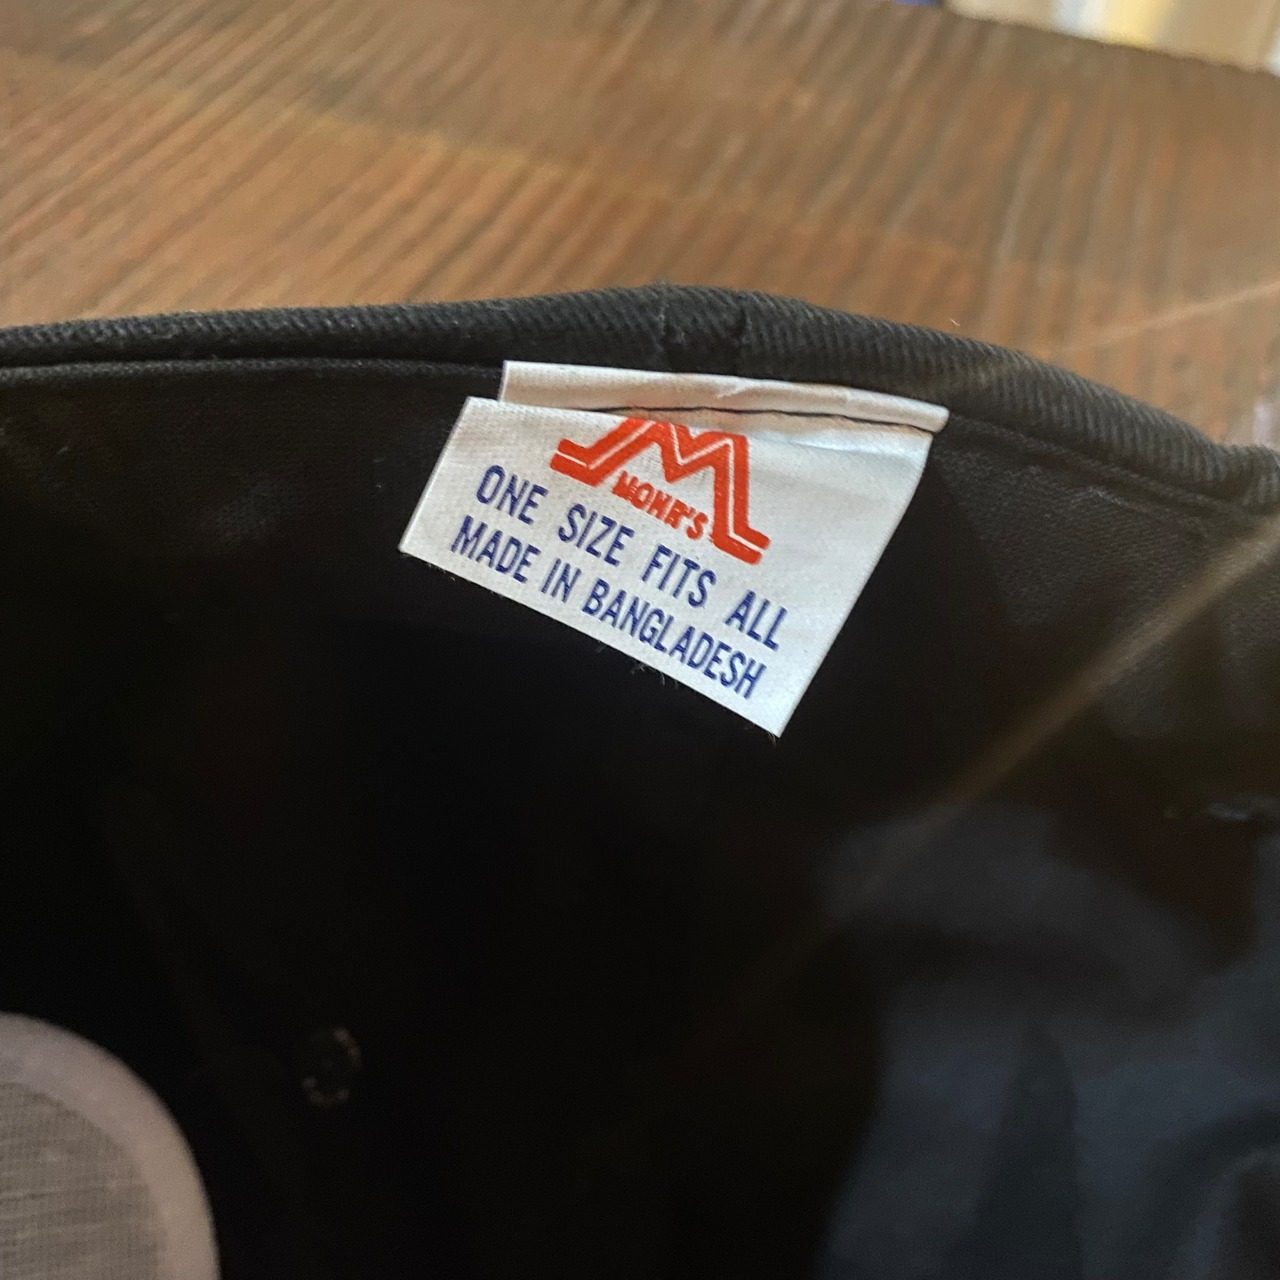 MOHR'S
ONE SIZE FITS ALL
MADE IN BANGLADESH